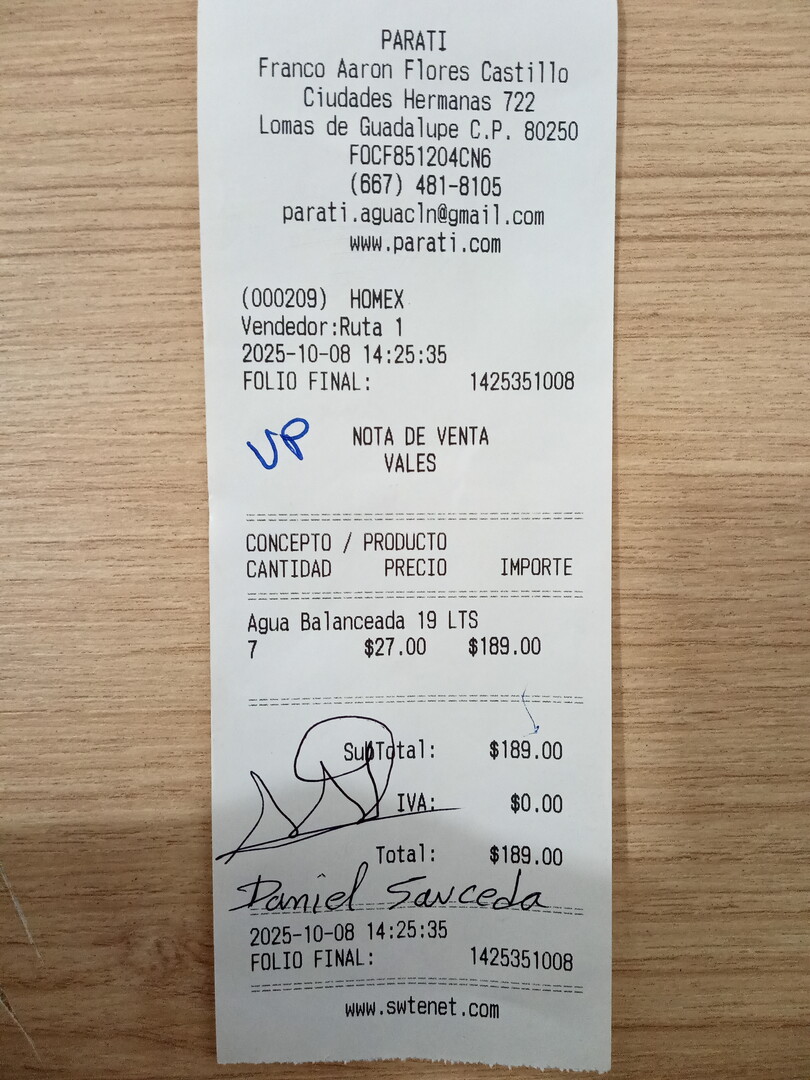 PARATI
Franco Aaron Flores Castillo
Ciudades Hermanas 722
Lomas de Guadalupe C.P. 80250
FOCF851204CN6
(667) 481-8105
parati.aguacln@gmail.com
www.parati.com
(000209) HOMEX
Vendedor:Ruta 1
2025-10-08 14:25:35
FOLIO FINAL: 1425351008
VP
NOTA DE VENTA
VALES
CONCEPTO / PRODUCTO
CANTIDAD PRECIO IMPORTE
Agua Balanceada 19 LTS
7 $27.00 $189.00
SubTotal: $189.00
IVA: $0.00
Total: $189.00
Daniel Sauceda
2025-10-08 14:25:35
FOLIO FINAL: 1425351008
www.swtenet.com